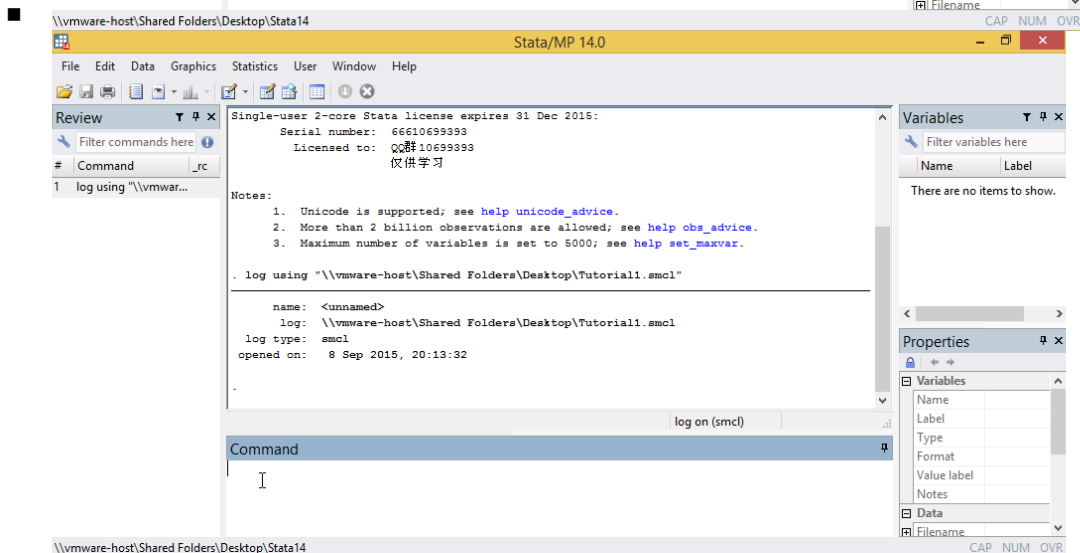 Filename
\\vmware-host\Shared Folders\Desktop\Stata14
CAP NUM OVR
Stata/MP 14.0
File Edit Data Graphics Statistics User Window Help
Review
Filter commands here
# Command _rc
1 log using "\\vmwar...
Single-user 2-core Stata license expires 31 Dec 2015:
Serial number: 66610699393
Licensed to: QQ群10699393
仅供学习
Notes:
1. Unicode is supported; see help unicode_advice.
2. More than 2 billion observations are allowed; see help obs_advice.
3. Maximum number of variables is set to 5000; see help set_maxvar.
. log using "\\vmware-host\Shared Folders\Desktop\Tutorial1.smcl"
name: <unnamed>
log: \\vmware-host\Shared Folders\Desktop\Tutorial1.smcl
log type: smcl
opened on: 8 Sep 2015, 20:13:32
.
log on (smcl)
Command
Variables
Filter variables here
Name Label
There are no items to show.
Properties
Variables
Name
Label
Type
Format
Value label
Notes
Data
Filename
\\vmware-host\Shared Folders\Desktop\Stata14
CAP NUM OVR